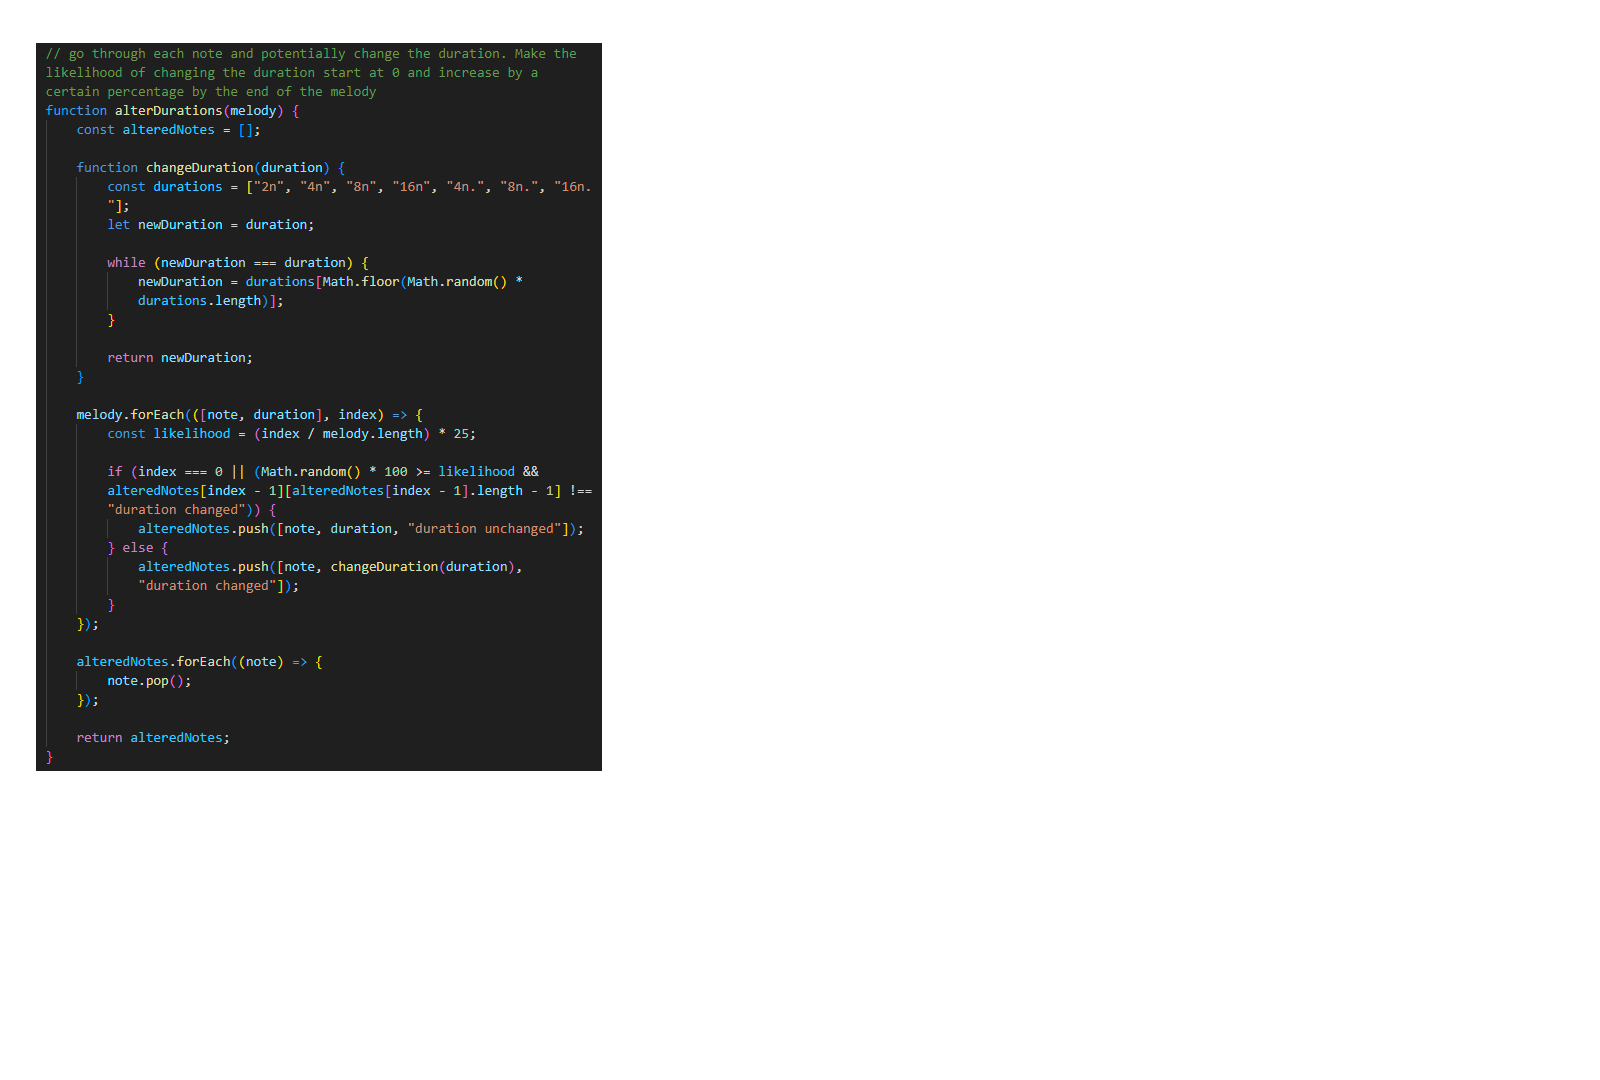 // go through each note and potentially change the duration. Make the
likelihood of changing the duration start at 0 and increase by a
certain percentage by the end of the melody
function alterDurations(melody) {
    const alteredNotes = [];

    function changeDuration(duration) {
        const durations = ["2n", "4n", "8n", "16n", "4n.", "8n.", "16n.
        "];
        let newDuration = duration;

        while (newDuration === duration) {
            newDuration = durations[Math.floor(Math.random() *
            durations.length)];
        }

        return newDuration;
    }

    melody.forEach(([note, duration], index) => {
        const likelihood = (index / melody.length) * 25;

        if (index === 0 || (Math.random() * 100 >= likelihood &&
        alteredNotes[index - 1][alteredNotes[index - 1].length - 1] !==
        "duration changed")) {
            alteredNotes.push([note, duration, "duration unchanged"]);
        } else {
            alteredNotes.push([note, changeDuration(duration),
            "duration changed"]);
        }
    });

    alteredNotes.forEach((note) => {
        note.pop();
    });

    return alteredNotes;
}